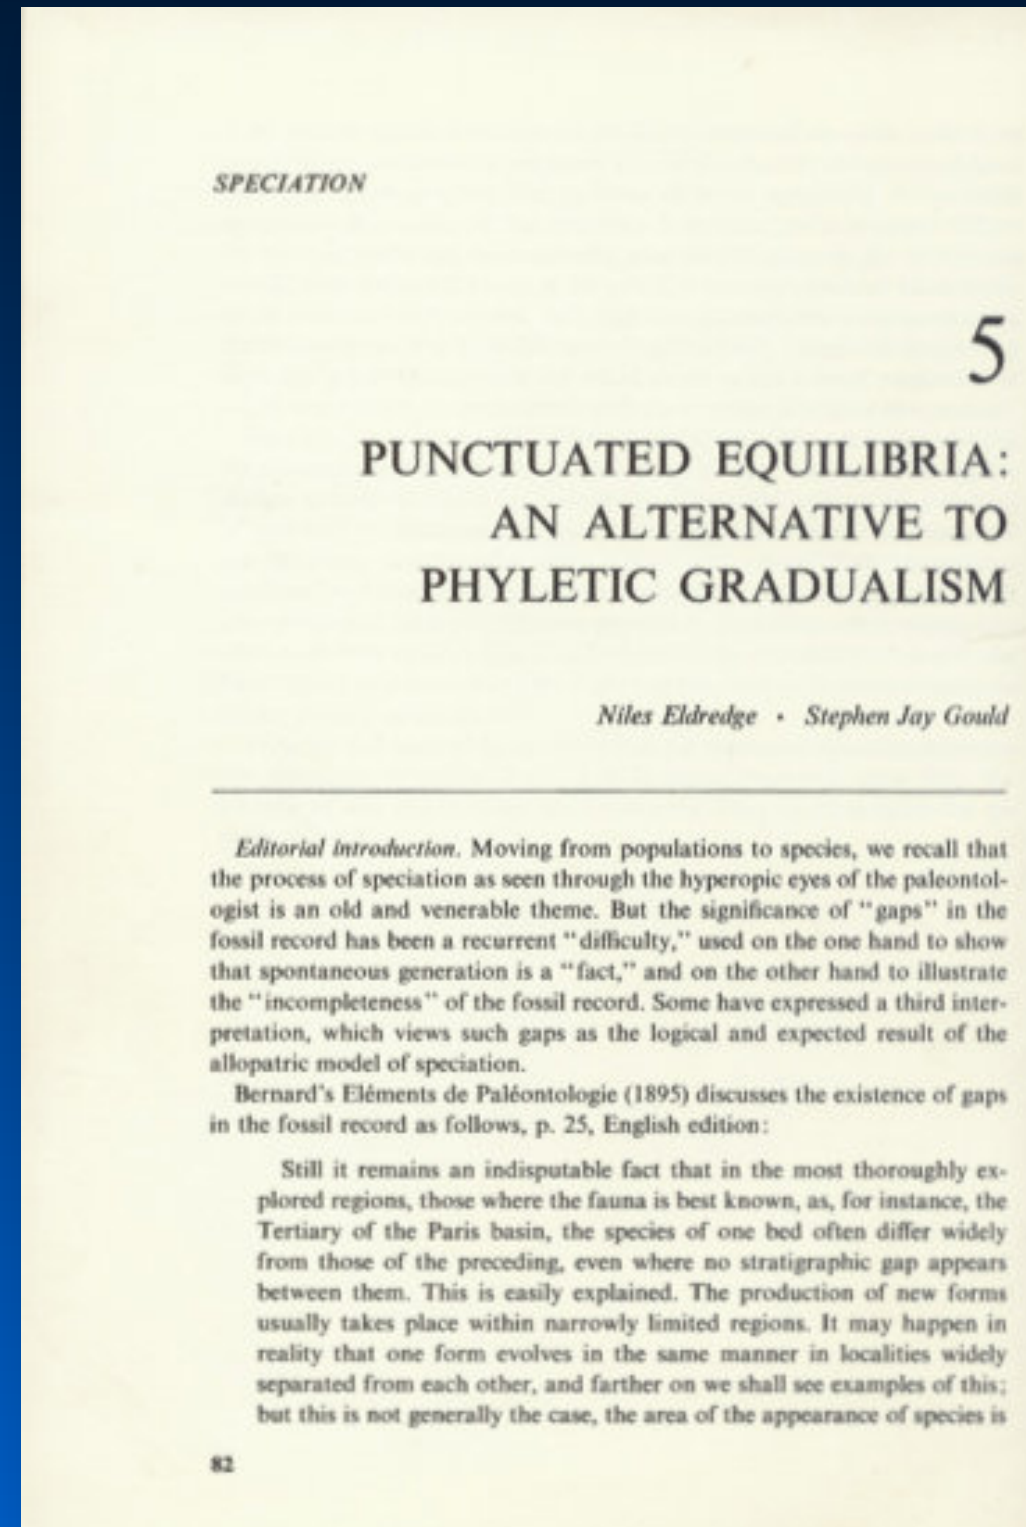 SPECIATION
5
PUNCTUATED EQUILIBRIA:
AN ALTERNATIVE TO
PHYLETIC GRADUALISM
Niles Eldredge · Stephen Jay Gould
Editorial introduction. Moving from populations to species, we recall that
the process of speciation as seen through the hyperopic eyes of the paleontol-
ogist is an old and venerable theme. But the significance of "gaps" in the
fossil record has been a recurrent "difficulty," used on the one hand to show
that spontaneous generation is a "fact," and on the other hand to illustrate
the "incompleteness" of the fossil record. Some have expressed a third inter-
pretation, which views such gaps as the logical and expected result of the
allopatric model of speciation.
Bernard's Eléments de Paléontologie (1895) discusses the existence of gaps
in the fossil record as follows, p. 25, English edition:
Still it remains an indisputable fact that in the most thoroughly ex-
plored regions, those where the fauna is best known, as, for instance, the
Tertiary of the Paris basin, the species of one bed often differ widely
from those of the preceding, even where no stratigraphic gap appears
between them. This is easily explained. The production of new forms
usually takes place within narrowly limited regions. It may happen in
reality that one form evolves in the same manner in localities widely
separated from each other, and farther on we shall see examples of this;
but this is not generally the case, the area of the appearance of species is
82